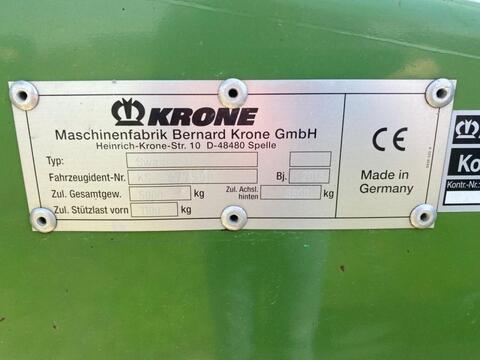 KRONE
Maschinenfabrik Bernard Krone GmbH
Heinrich-Krone-Str. 10 D-48480 Spelle
Typ:
Fahrzeugident-Nr. Bj.
Zul. Gesamtgew. kg Zul. Achsl. hinten kg
Zul. Stützlast vorn kg
CE
Made in
Germany
Ko
Kontr.-Nr.: